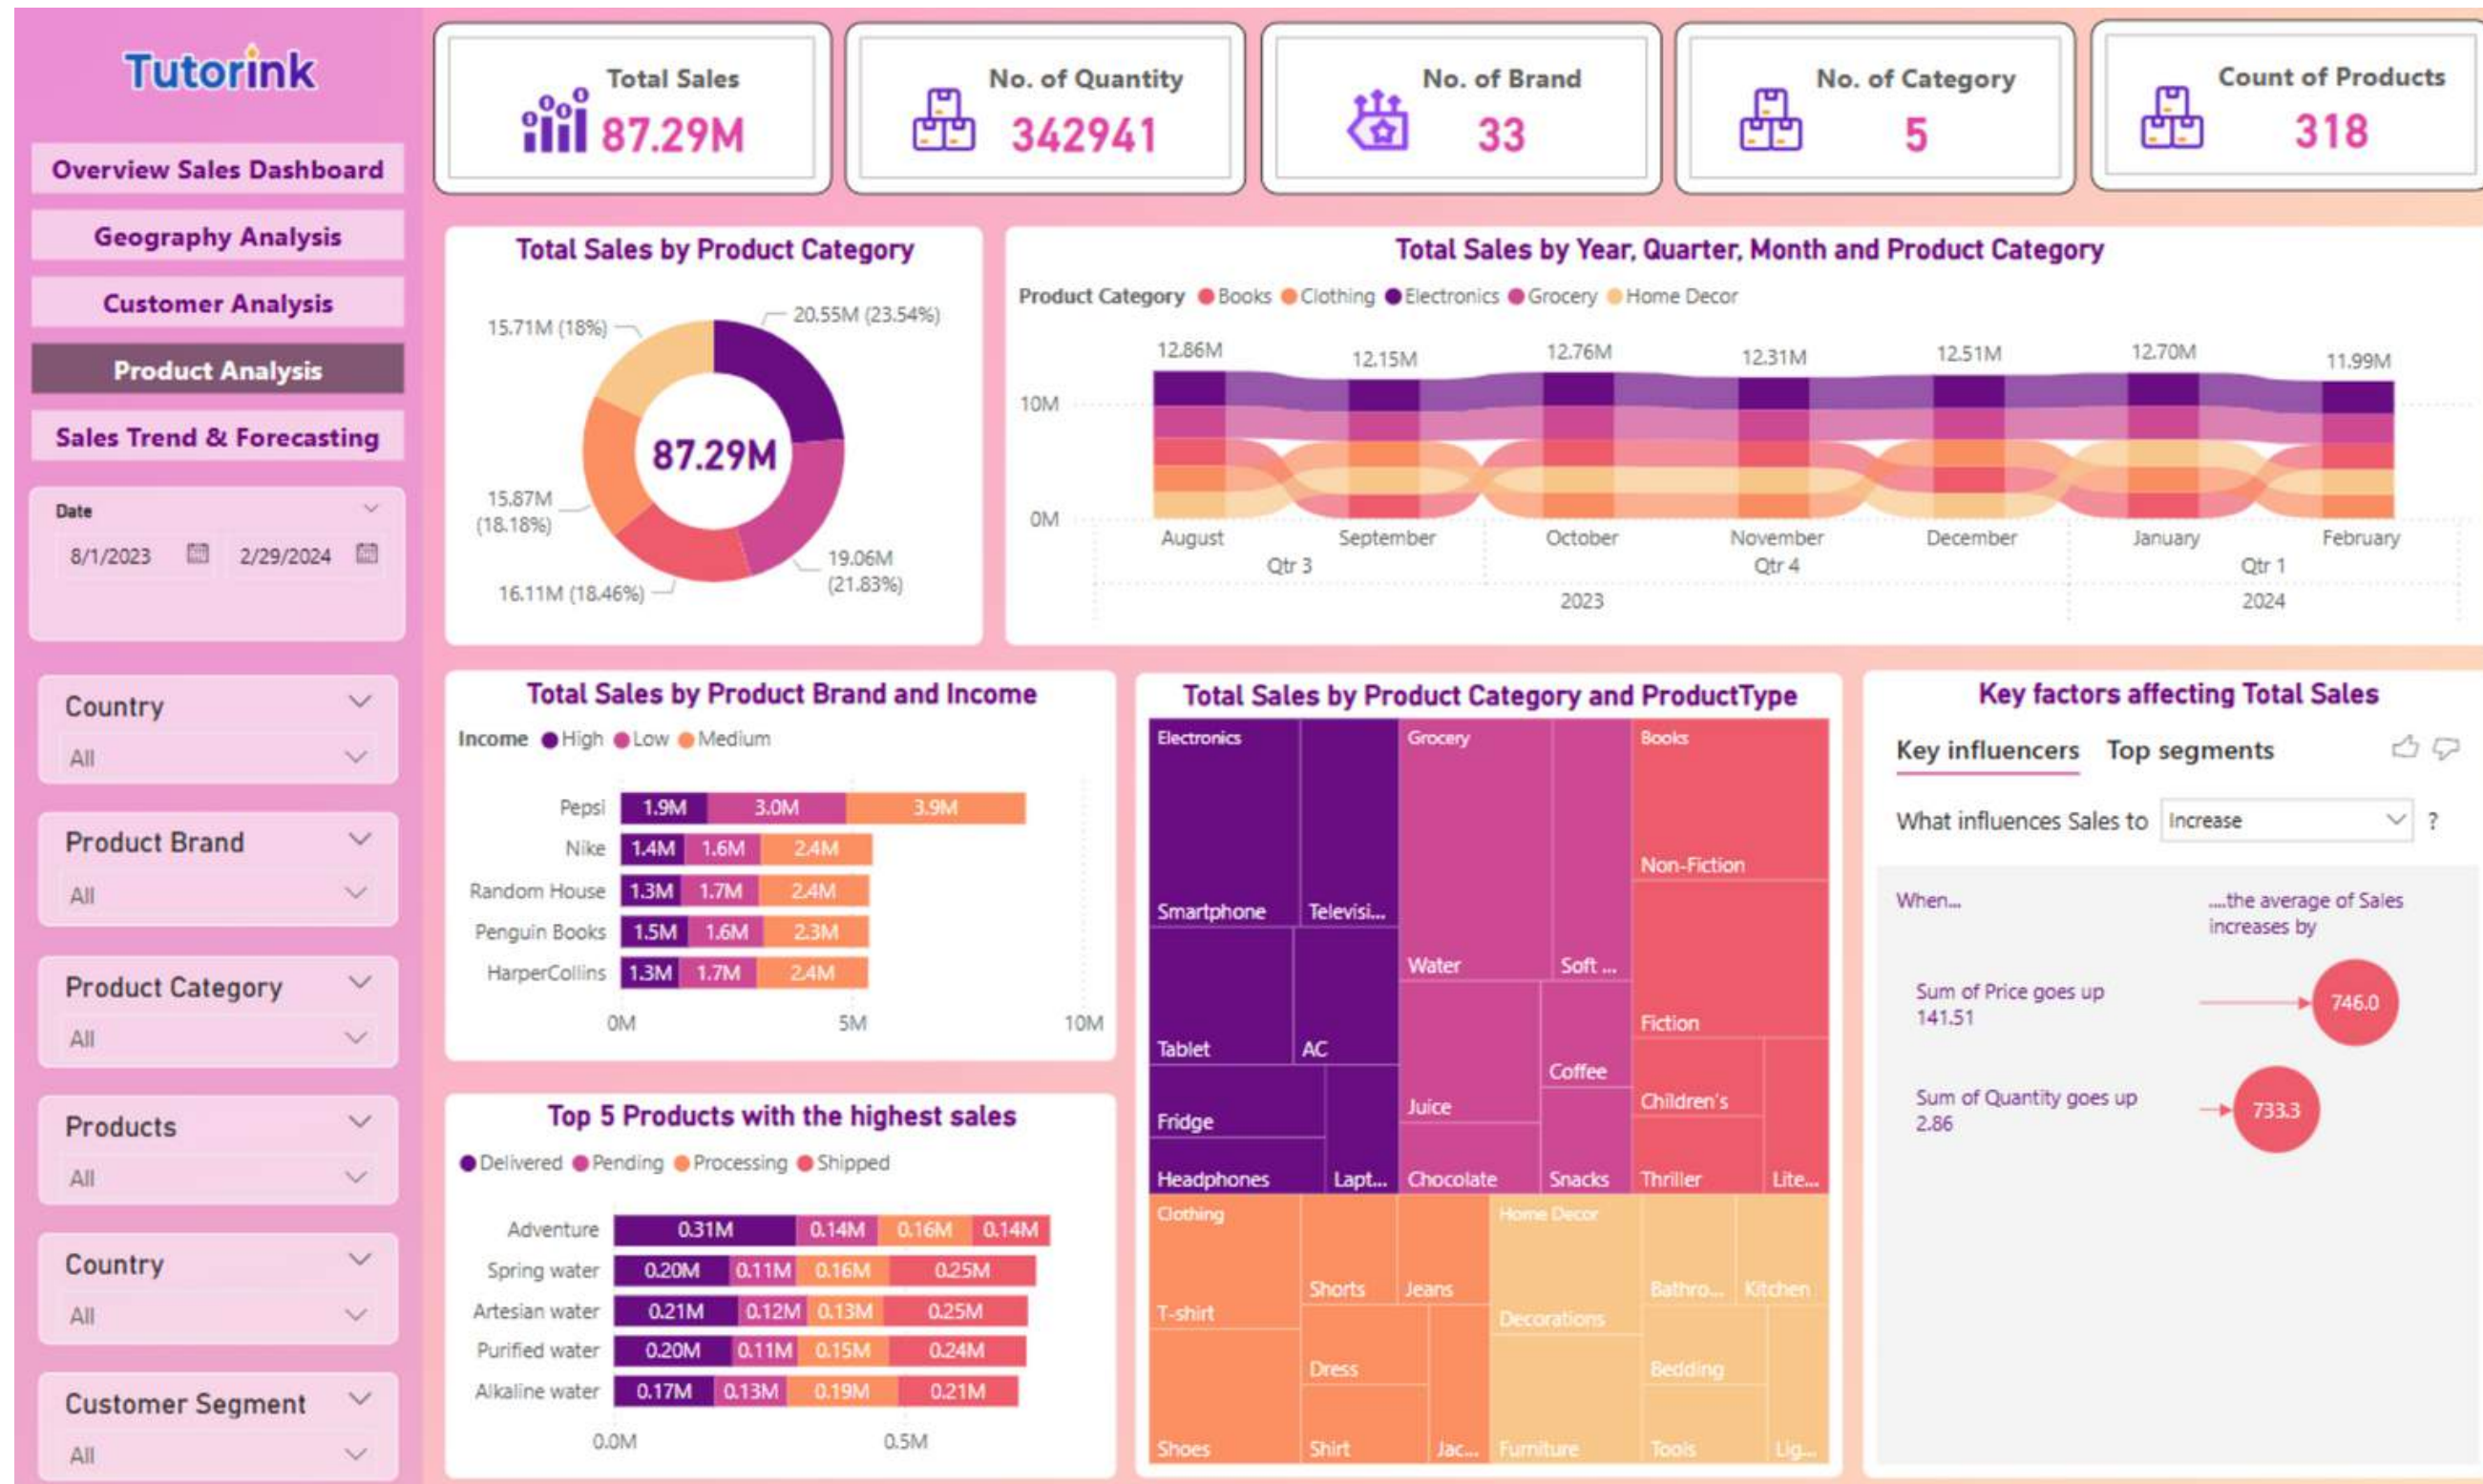 Tutorink
Overview Sales Dashboard
Geography Analysis
Customer Analysis
Product Analysis
Sales Trend & Forecasting
Date
8/1/2023 2/29/2024
Country
All
Product Brand
All
Product Category
All
Products
All
Country
All
Customer Segment
All
Total Sales
87.29M
No. of Quantity
342941
No. of Brand
33
No. of Category
5
Count of Products
318
Total Sales by Product Category
15.71M (18%)
20.55M (23.54%)
87.29M
15.87M
(18.18%)
19.06M
(21.83%)
16.11M (18.46%)
Total Sales by Year, Quarter, Month and Product Category
Product Category Books Clothing Electronics Grocery Home Decor
12.86M 12.15M 12.76M 12.31M 12.51M 12.70M 11.99M
10M
0M
August September October November December January February
Qtr 3 Qtr 4 Qtr 1
2023 2024
Total Sales by Product Brand and Income
Income High Low Medium
Pepsi 1.9M 3.0M 3.9M
Nike 1.4M 1.6M 2.4M
Random House 1.3M 1.7M 2.4M
Penguin Books 1.5M 1.6M 2.3M
HarperCollins 1.3M 1.7M 2.4M
0M 5M 10M
Top 5 Products with the highest sales
Delivered Pending Processing Shipped
Adventure 0.31M 0.14M 0.16M 0.14M
Spring water 0.20M 0.11M 0.16M 0.25M
Artesian water 0.21M 0.12M 0.13M 0.25M
Purified water 0.20M 0.11M 0.15M 0.24M
Alkaline water 0.17M 0.13M 0.19M 0.21M
0.0M 0.5M
Total Sales by Product Category and ProductType
Electronics
Smartphone Televisi...
Tablet AC
Fridge
Headphones Lapt...
Grocery
Water Soft ...
Juice Coffee
Chocolate Snacks
Books
Non-Fiction
Fiction
Children's
Thriller Lite...
Clothing
T-shirt Shorts Jeans
Dress
Shoes Shirt Jac...
Home Decor
Decorations Bathro... Kitchen
Bedding
Furniture Tools Lig...
Key factors affecting Total Sales
Key influencers Top segments
What influences Sales to Increase ?
When...
....the average of Sales
increases by
Sum of Price goes up
141.51
746.0
Sum of Quantity goes up
2.86
733.3